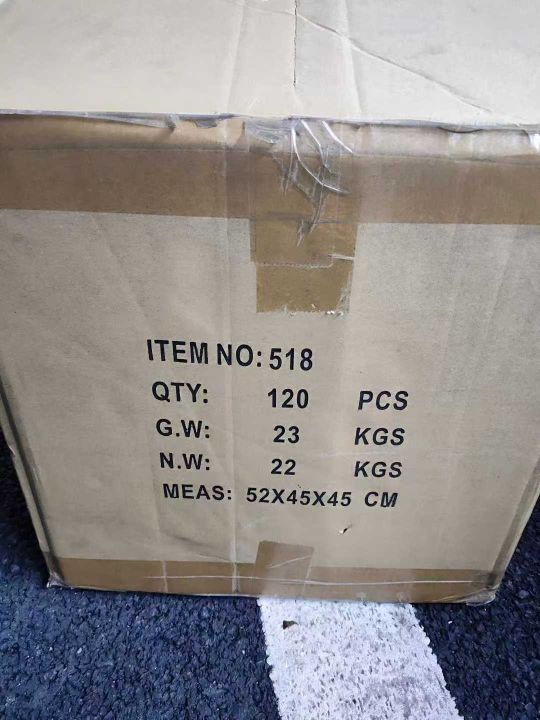 ITEM NO: 518
QTY: 120 PCS
G.W: 23 KGS
N.W: 22 KGS
MEAS: 52X45X45 CM